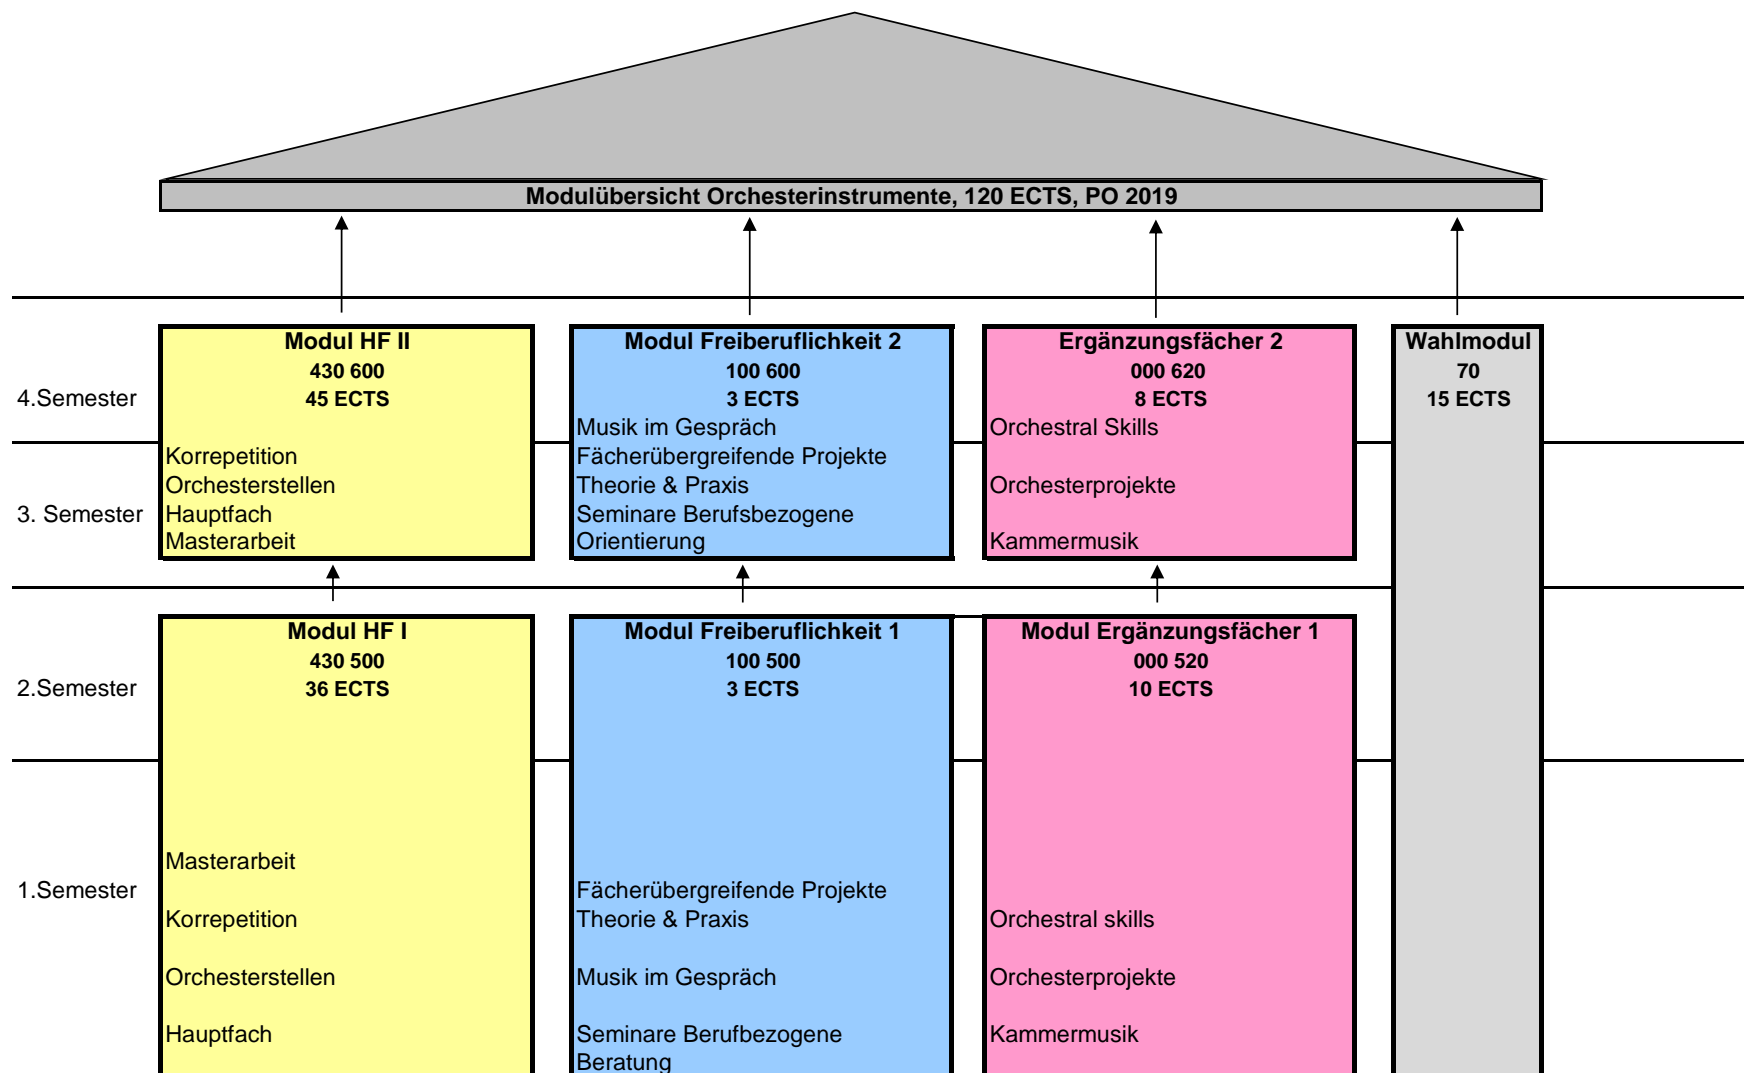 Modulübersicht Orchesterinstrumente, 120 ECTS, PO 2019
4.Semester
3. Semester
Modul HF II
430 600
45 ECTS
Korrepetition
Orchesterstellen
Hauptfach
Masterarbeit
Modul Freiberuflichkeit 2
100 600
3 ECTS
Musik im Gespräch
Fächerübergreifende Projekte
Theorie & Praxis
Seminare Berufsbezogene
Orientierung
Ergänzungsfächer 2
000 620
8 ECTS
Orchestral Skills
Orchesterprojekte
Kammermusik
Wahlmodul
70
15 ECTS
2.Semester
1.Semester
Modul HF I
430 500
36 ECTS
Masterarbeit
Korrepetition
Orchesterstellen
Hauptfach
Modul Freiberuflichkeit 1
100 500
3 ECTS
Fächerübergreifende Projekte
Theorie & Praxis
Musik im Gespräch
Seminare Berufbezogene
Beratung
Modul Ergänzungsfächer 1
000 520
10 ECTS
Orchestral skills
Orchesterprojekte
Kammermusik